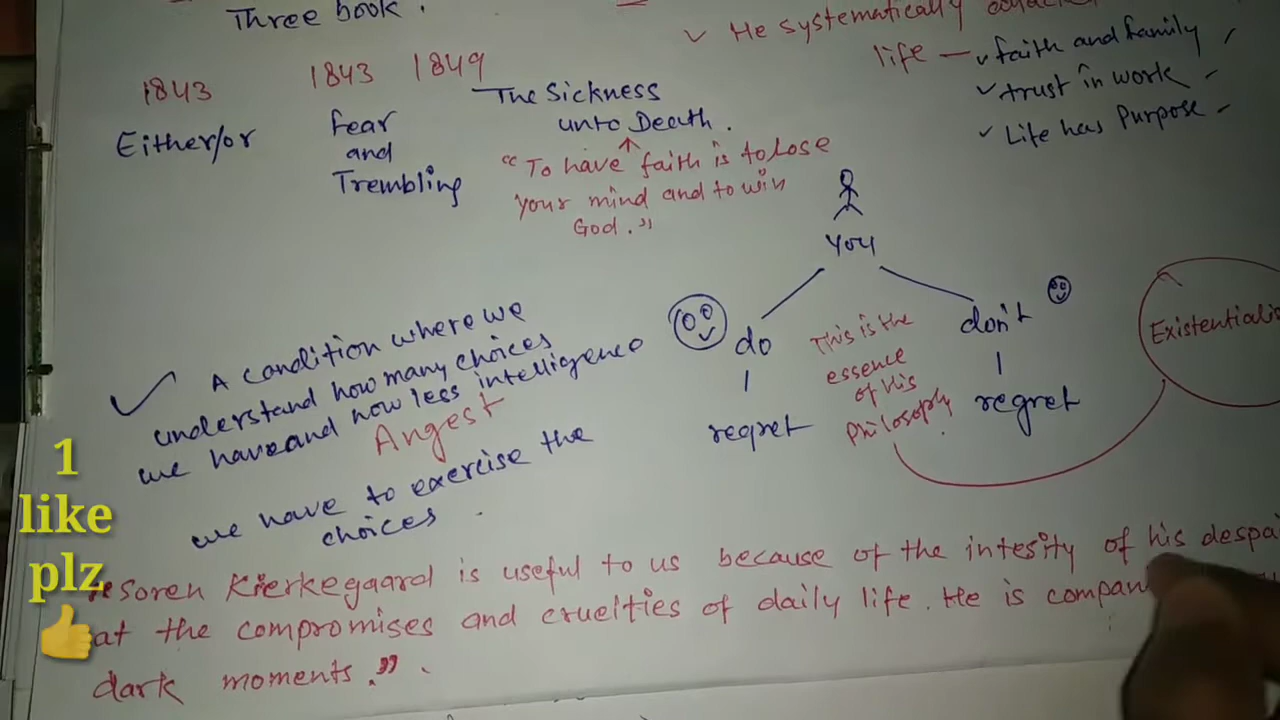 Three book.
✓ He systematically
life — ✓ faith and family
✓ trust in work
✓ Life has Purpose
1843
1843
1849
Either/or
Fear
and
Trembling
The Sickness
unto Death.
"To have faith is to lose
your mind and to win
God."
You
do
don't
regret
regret
This is the
essence
of his
philosophy
A condition where we
understand how many choices
we have and how less intelligence
Angest
we have to exercise the
choices.
Soren Kierkegaard is useful to us because of the intesity of his despai
at the compromises and cruelties of daily life. He is compan
dark moments.".
1
like
plz